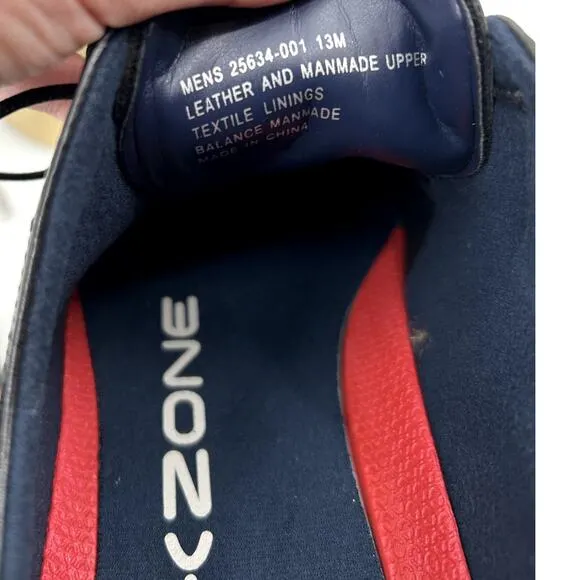 MENS 25634-001 13M
LEATHER AND MANMADE UPPER
TEXTILE LININGS
BALANCE MANMADE
MADE IN CHINA
ZONE